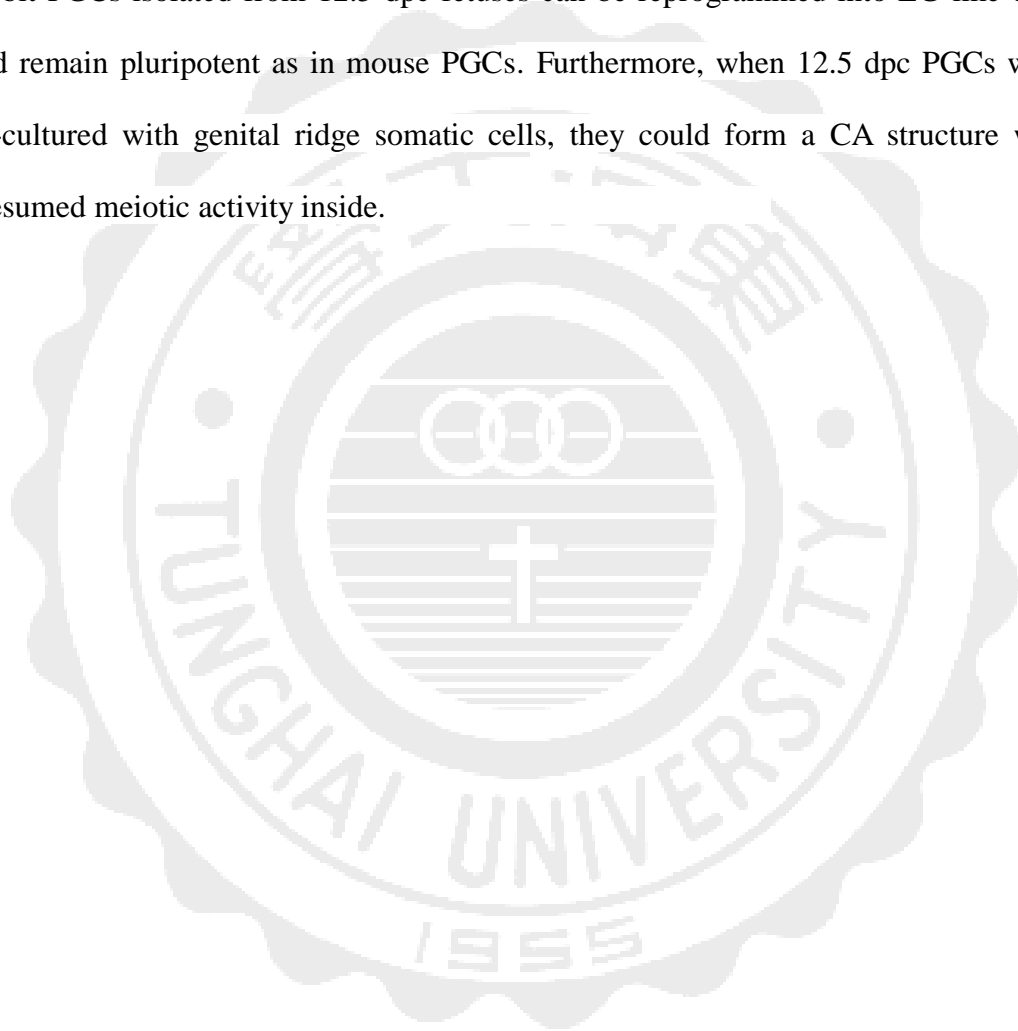 PGCs isolated from 12.5 dpc fetuses can be reprogrammed into EG
remain pluripotent as in mouse PGCs. Furthermore, when 12.5 dpc PGCs
-cultured with genital ridge somatic cells, they could form a CA structure
esumed meiotic activity inside.
TUNGHAI UNIVERSITY
1955